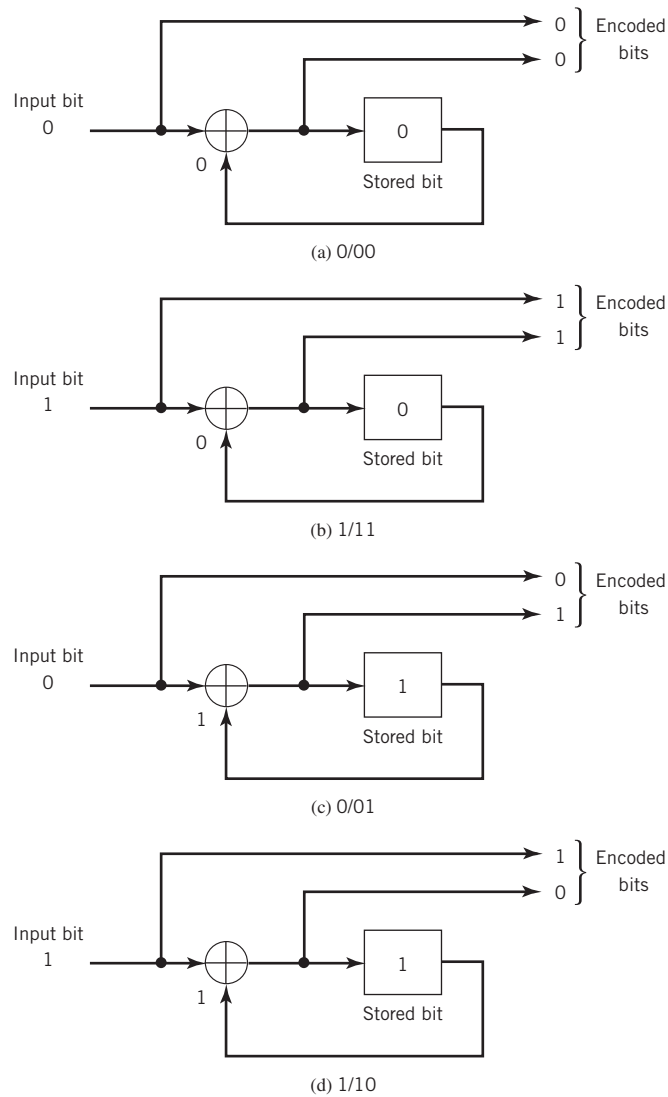 0
Encoded
bits
0
Input bit
0
0
0
Stored bit
(a) 0/00
1
Encoded
bits
1
Input bit
1
0
0
Stored bit
(b) 1/11
0
Encoded
bits
1
Input bit
0
1
1
Stored bit
(c) 0/01
1
Encoded
bits
0
Input bit
1
1
1
Stored bit
(d) 1/10